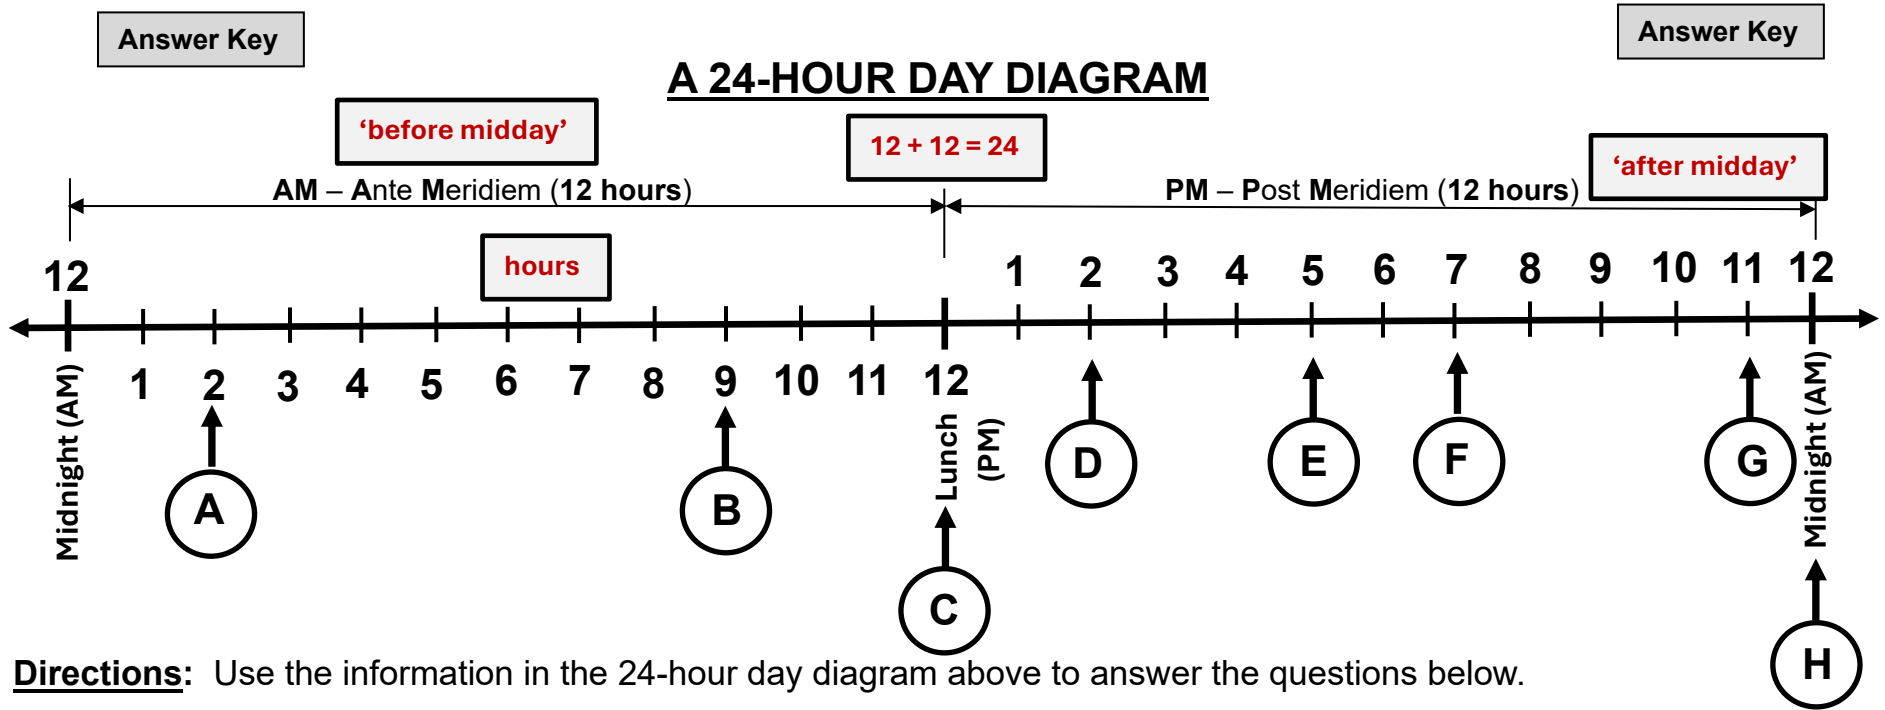 Answer Key
Answer Key
A 24-HOUR DAY DIAGRAM
‘before midday’
12 + 12 = 24
‘after midday’
AM – Ante Meridiem (12 hours)
PM – Post Meridiem (12 hours)
hours
12
1 2 3 4 5 6 7 8 9 10 11 12
1 2 3 4 5 6 7 8 9 10 11 12
Midnight (AM)
Lunch
(PM)
Midnight (AM)
A
B
C
D
E
F
G
H
Directions: Use the information in the 24-hour day diagram above to answer the questions below.